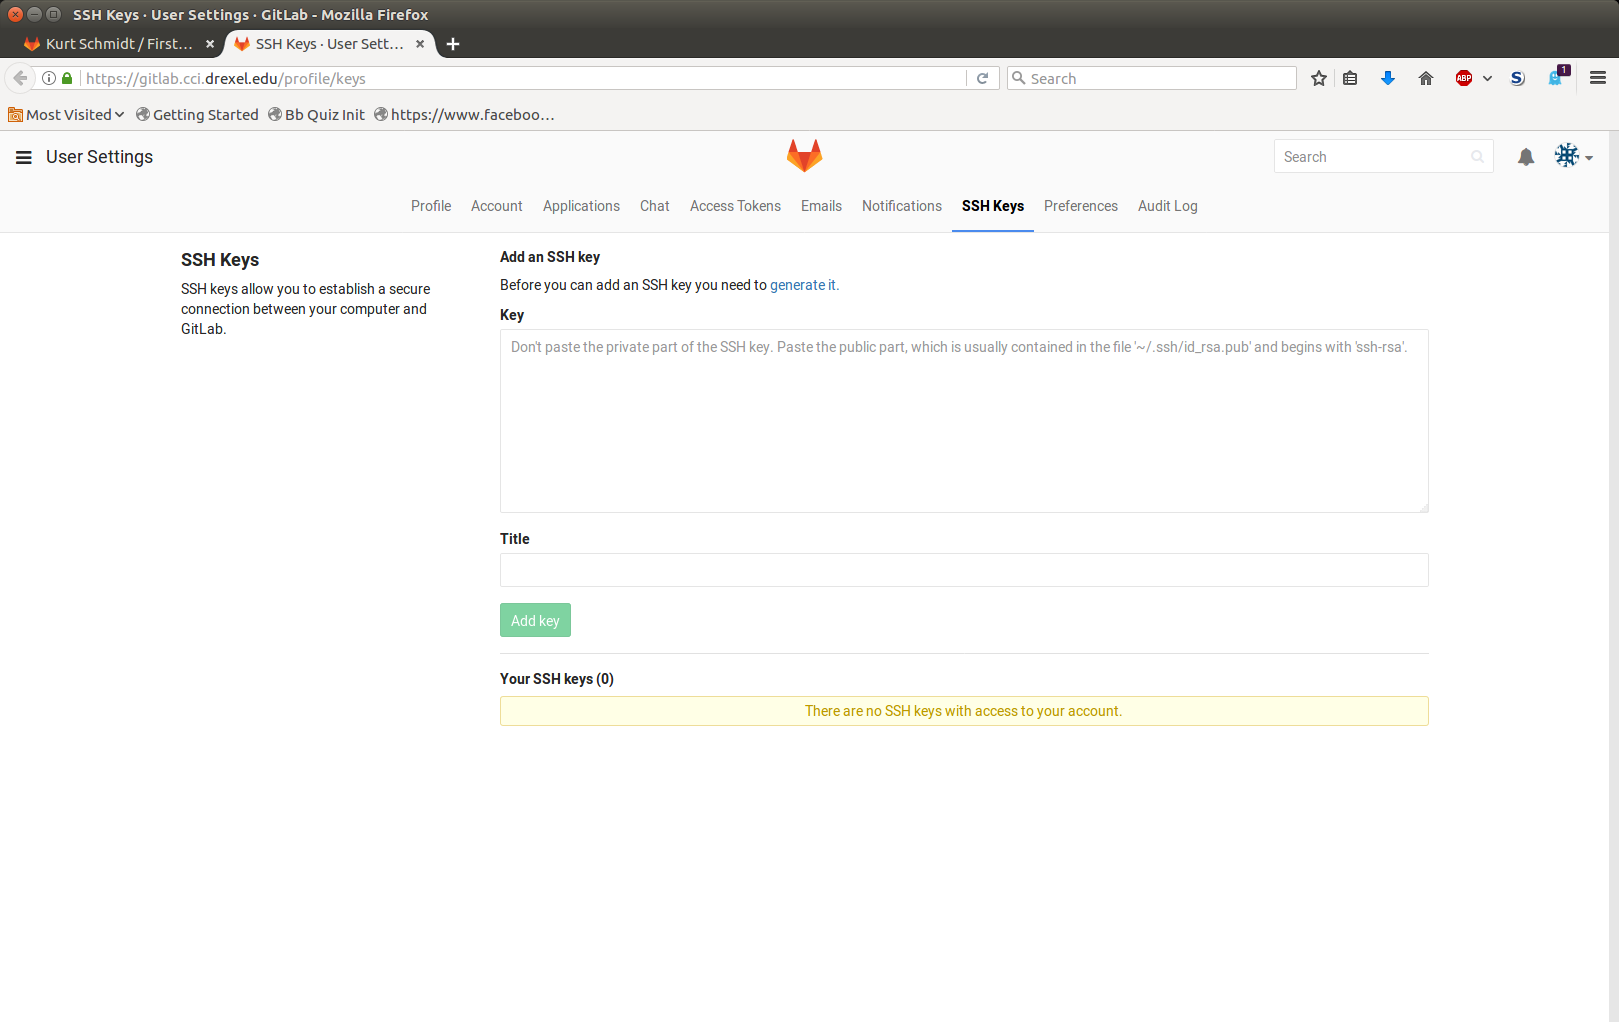 SSH Keys · User Settings · GitLab - Mozilla Firefox
Kurt Schmidt / First…
SSH Keys · User Sett…
https://gitlab.cci.drexel.edu/profile/keys
Search
ABP
S
1
Most Visited
Getting Started
Bb Quiz Init
https://www.faceboo…
User Settings
Search
Profile
Account
Applications
Chat
Access Tokens
Emails
Notifications
SSH Keys
Preferences
Audit Log
SSH Keys
SSH keys allow you to establish a secure
connection between your computer and
GitLab.
Add an SSH key
Before you can add an SSH key you need to generate it.
Key
Don't paste the private part of the SSH key. Paste the public part, which is usually contained in the file '~/.ssh/id_rsa.pub' and begins with 'ssh-rsa'.
Title
Add key
Your SSH keys (0)
There are no SSH keys with access to your account.